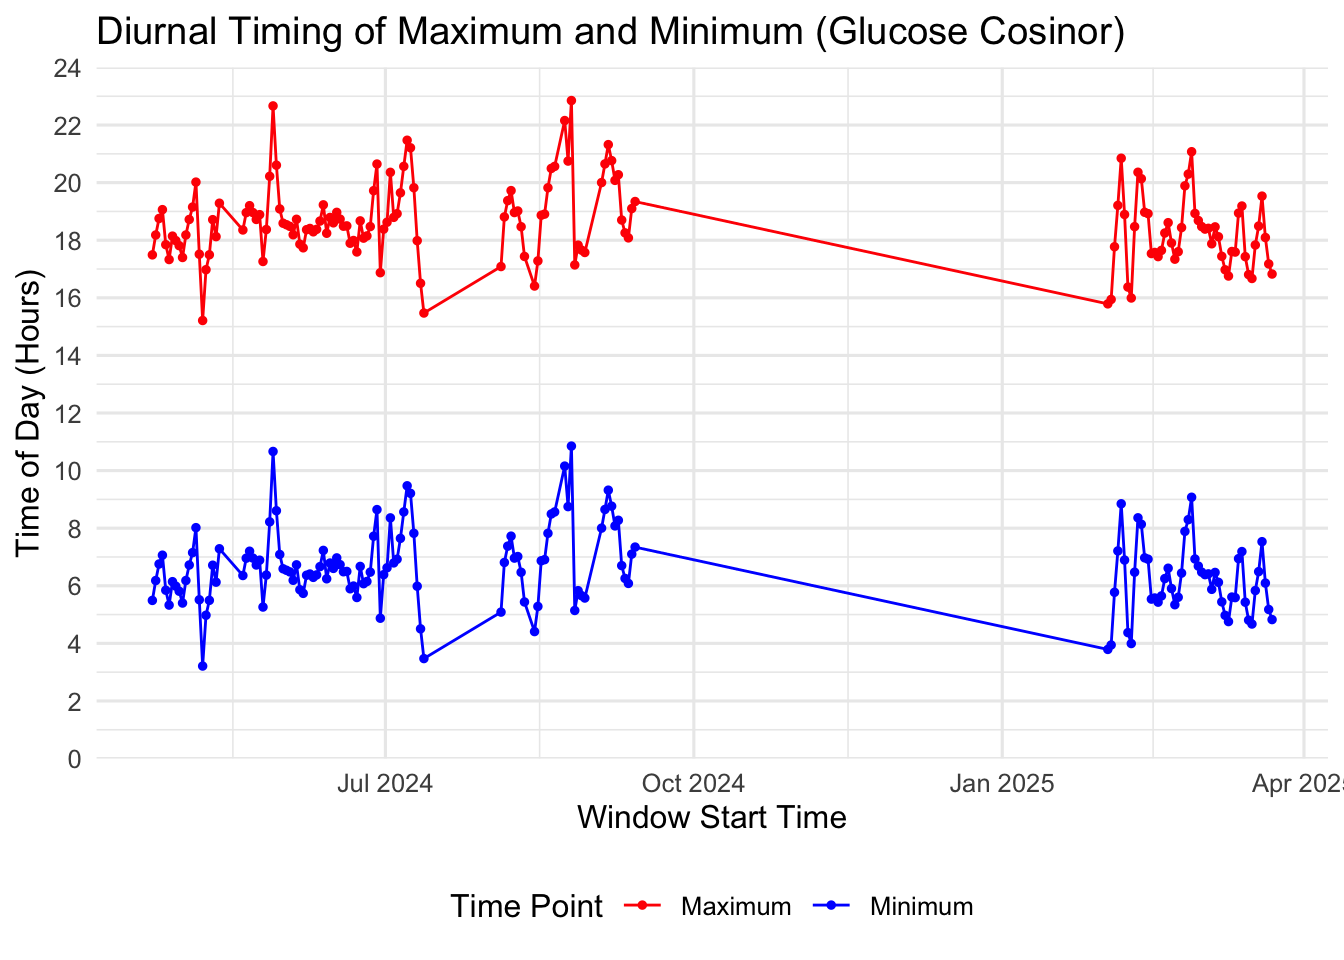 Diurnal Timing of Maximum and Minimum (Glucose Cosinor)
24
22
20
18
16
14
12
10
8
6
4
2
0
Time of Day (Hours)
Jul 2024 Oct 2024 Jan 2025 Apr 2025
Window Start Time
Time Point Maximum Minimum